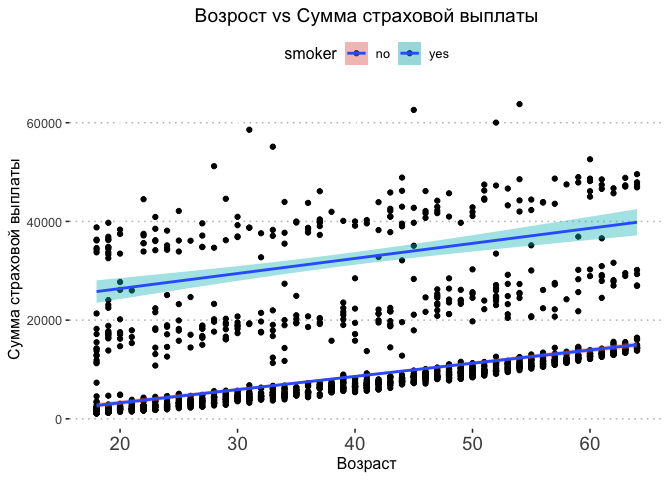 Возрост vs Сумма страховой выплаты
smoker no yes
Сумма страховой выплаты
60000
40000
20000
0
20 30 40 50 60
Возраст